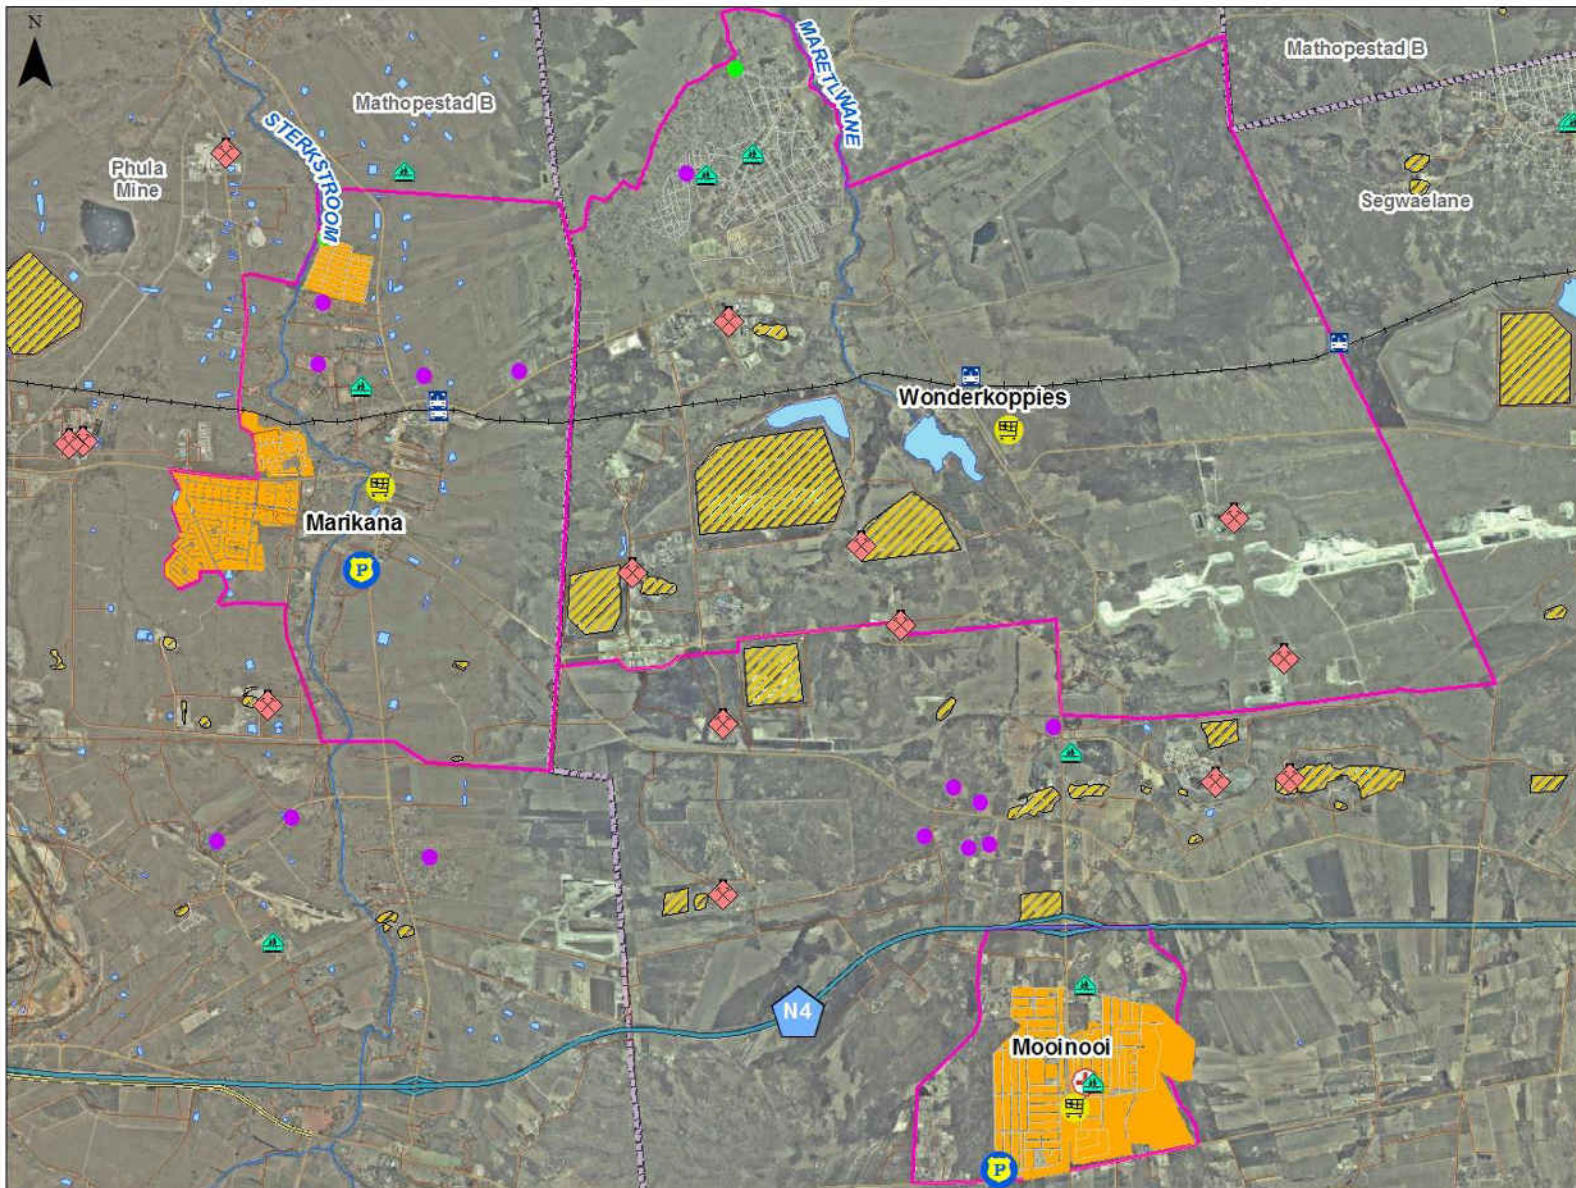 N
Mathopestad B
Mathopestad B
MARETLWANE
STERKSTROOM
Phula
Mine
Segwaelane
Wonderkoppies
Marikana
P
N4
Mooinooi
P